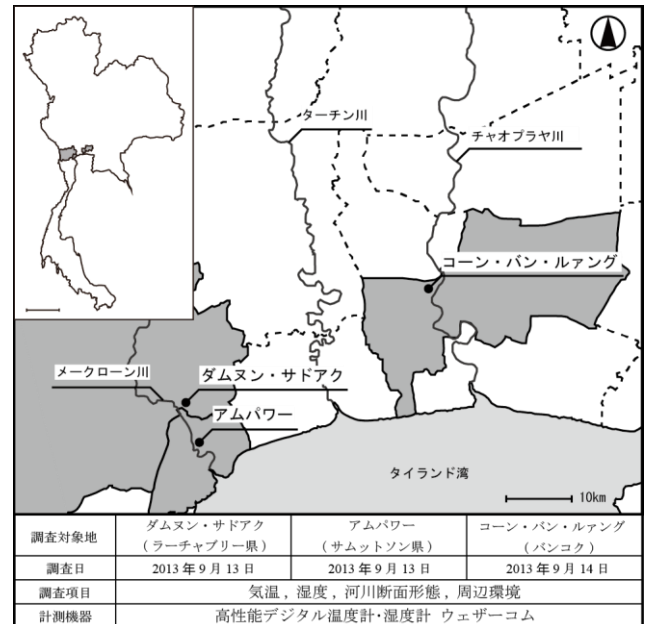 ターチン川
チャオプラヤ川
コーン・バン・ルァング
メークローン川
ダムヌン・サドアク
アムパワー
タイランド湾
10km
調査対象地
ダムヌン・サドアク
(ラーチャブリー県)
アムパワー
(サムットソン県)
コーン・バン・ルァング
(バンコク)
調査日
2013年9月13日
2013年9月13日
2013年9月14日
調査項目
気温, 湿度, 河川断面形態, 周辺環境
計測機器
高性能デジタル温度計・湿度計 ウェザーコム